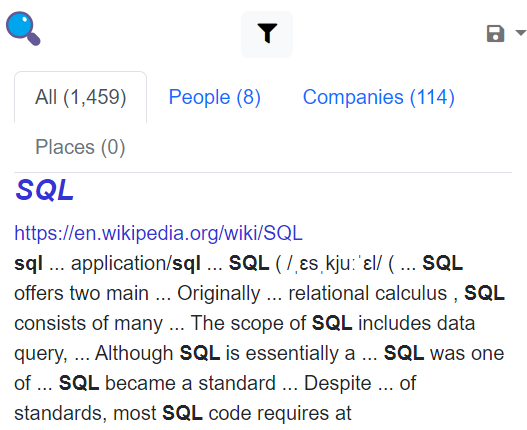 All (1,459) People (8) Companies (114)
Places (0)
SQL
https://en.wikipedia.org/wiki/SQL
sql ... application/sql ... SQL ( /ˌɛsˌkjuːˈɛl/ ( ... SQL
offers two main ... Originally ... relational calculus , SQL
consists of many ... The scope of SQL includes data
query, ... Although SQL is essentially a ... SQL was one
of ... SQL became a standard ... Despite ... of
standards, most SQL code requires at